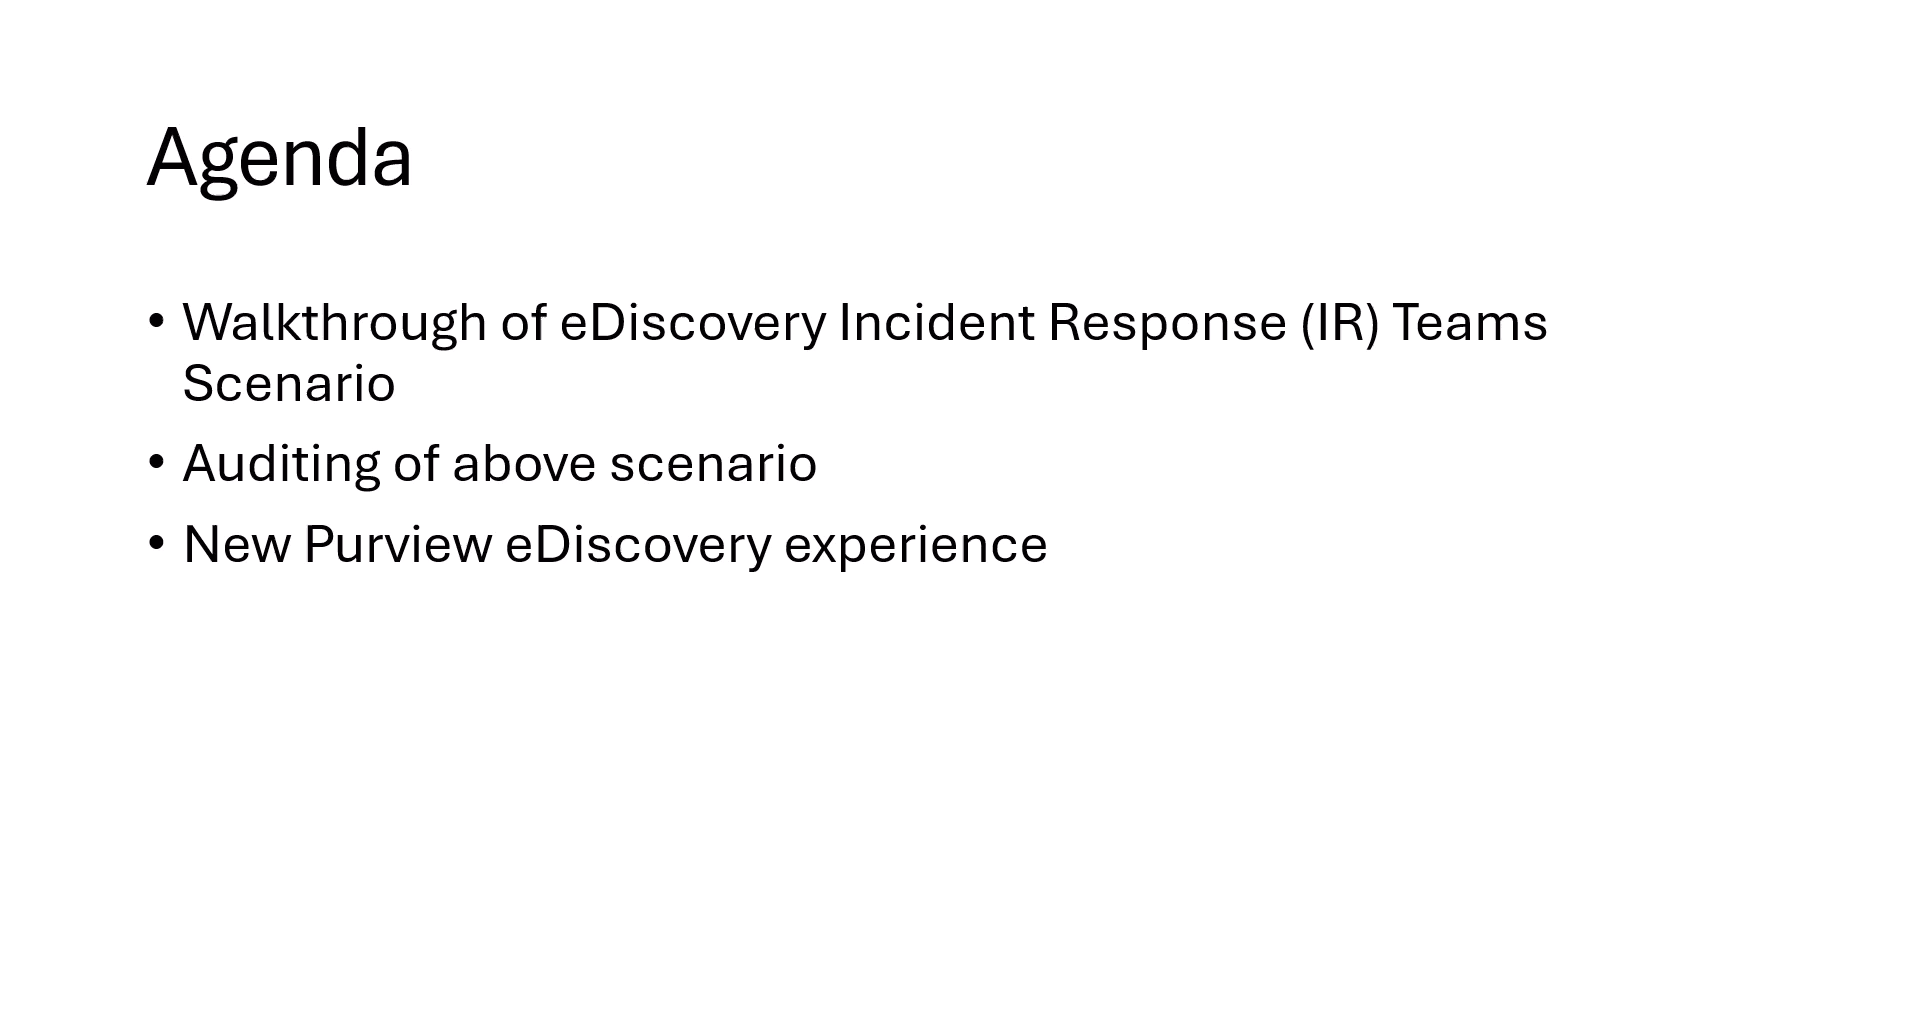 Agenda
• Walkthrough of eDiscovery Incident Response (IR) Teams
Scenario
• Auditing of above scenario
• New Purview eDiscovery experience